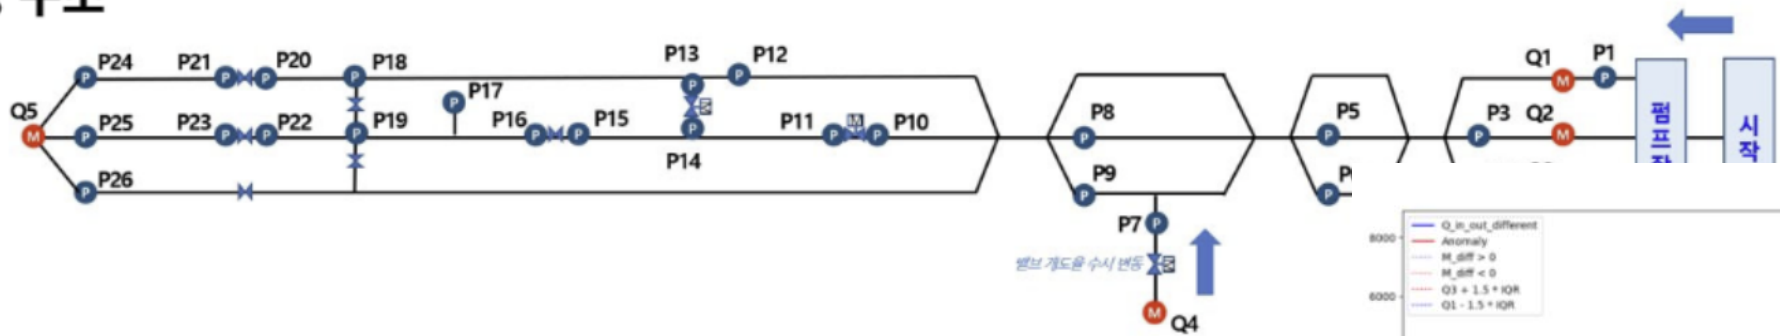 P24
P21
P20
P18
P13
P12
Q1
P1
Q5
P17
P25
P23
P22
P19
P16
P15
P11
P10
P8
P5
P3
Q2
펌프
시작
P14
P26
P9
P7
밸브 개도율 수시 변동
Q4
8000
6000
Q_in_out_different
Anomaly
M_diff > 0
M_diff < 0
Q3 + 1.5 * IQR
Q1 - 1.5 * IQR